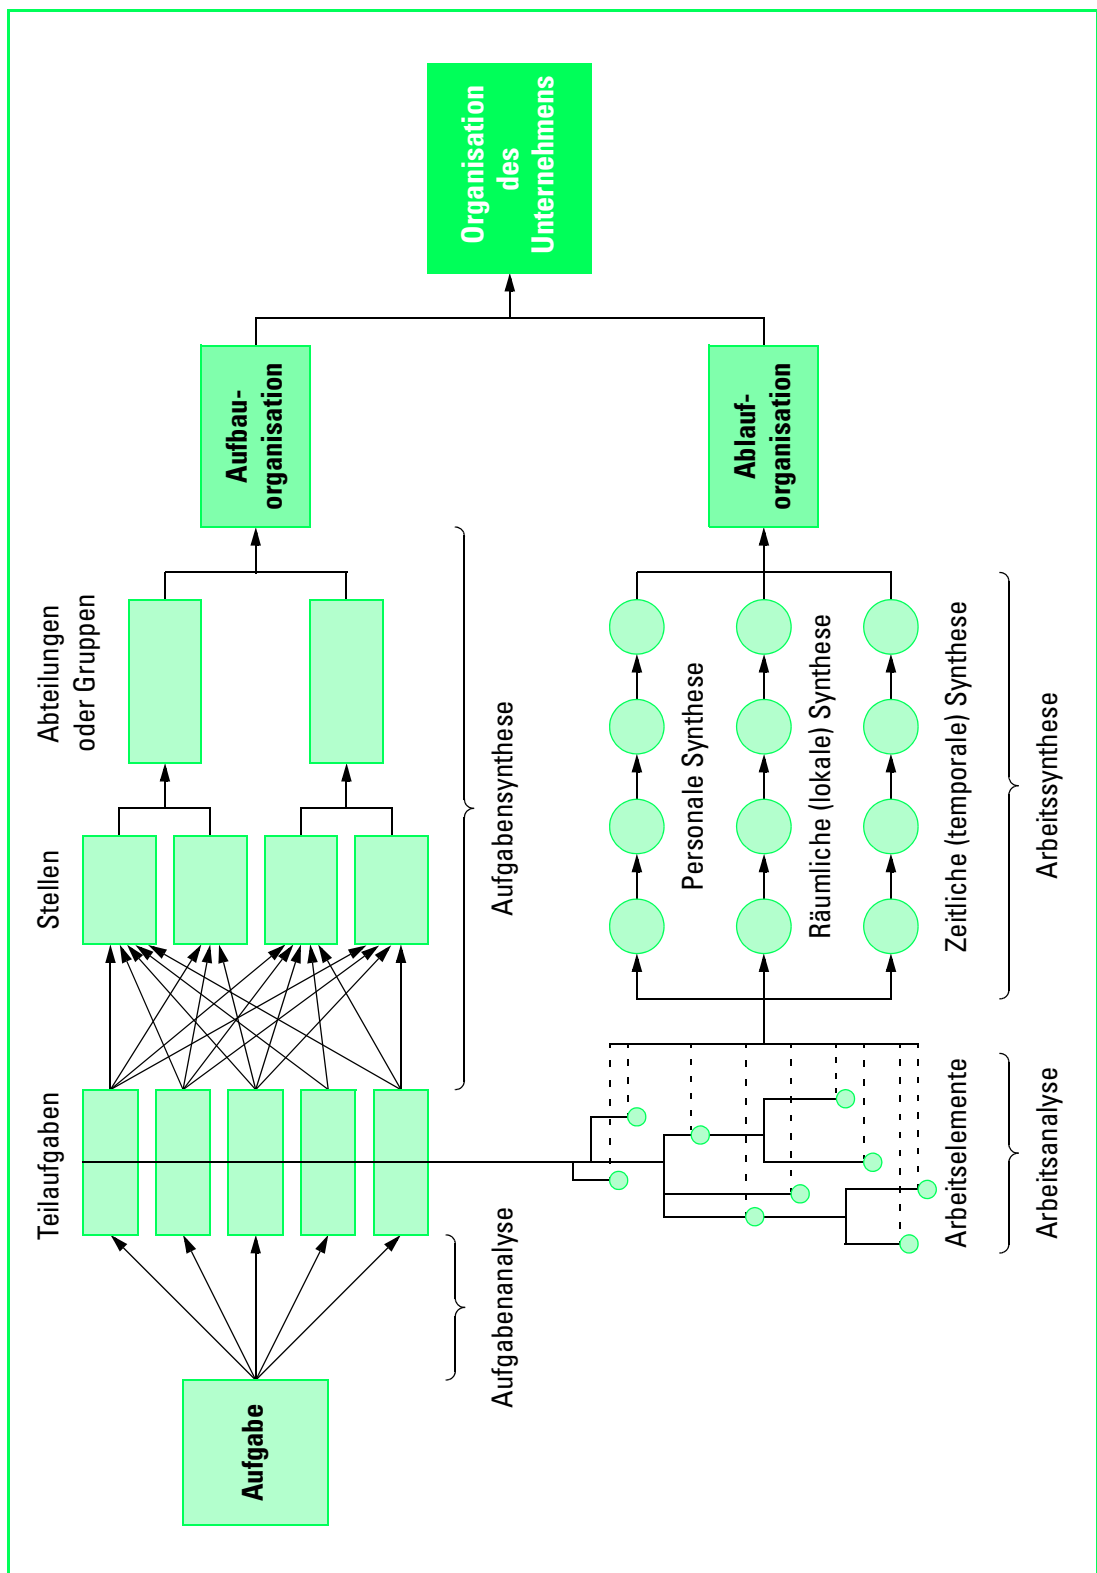 Aufgabe
Aufgabenanalyse
Teilaufgaben
Stellen
Abteilungen
oder Gruppen
Aufgabensynthese
Aufbau-
organisation
Arbeitselemente
Arbeitsanalyse
Personale Synthese
Räumliche (lokale) Synthese
Zeitliche (temporale) Synthese
Arbeitssynthese
Ablauf-
organisation
Organisation
des
Unternehmens